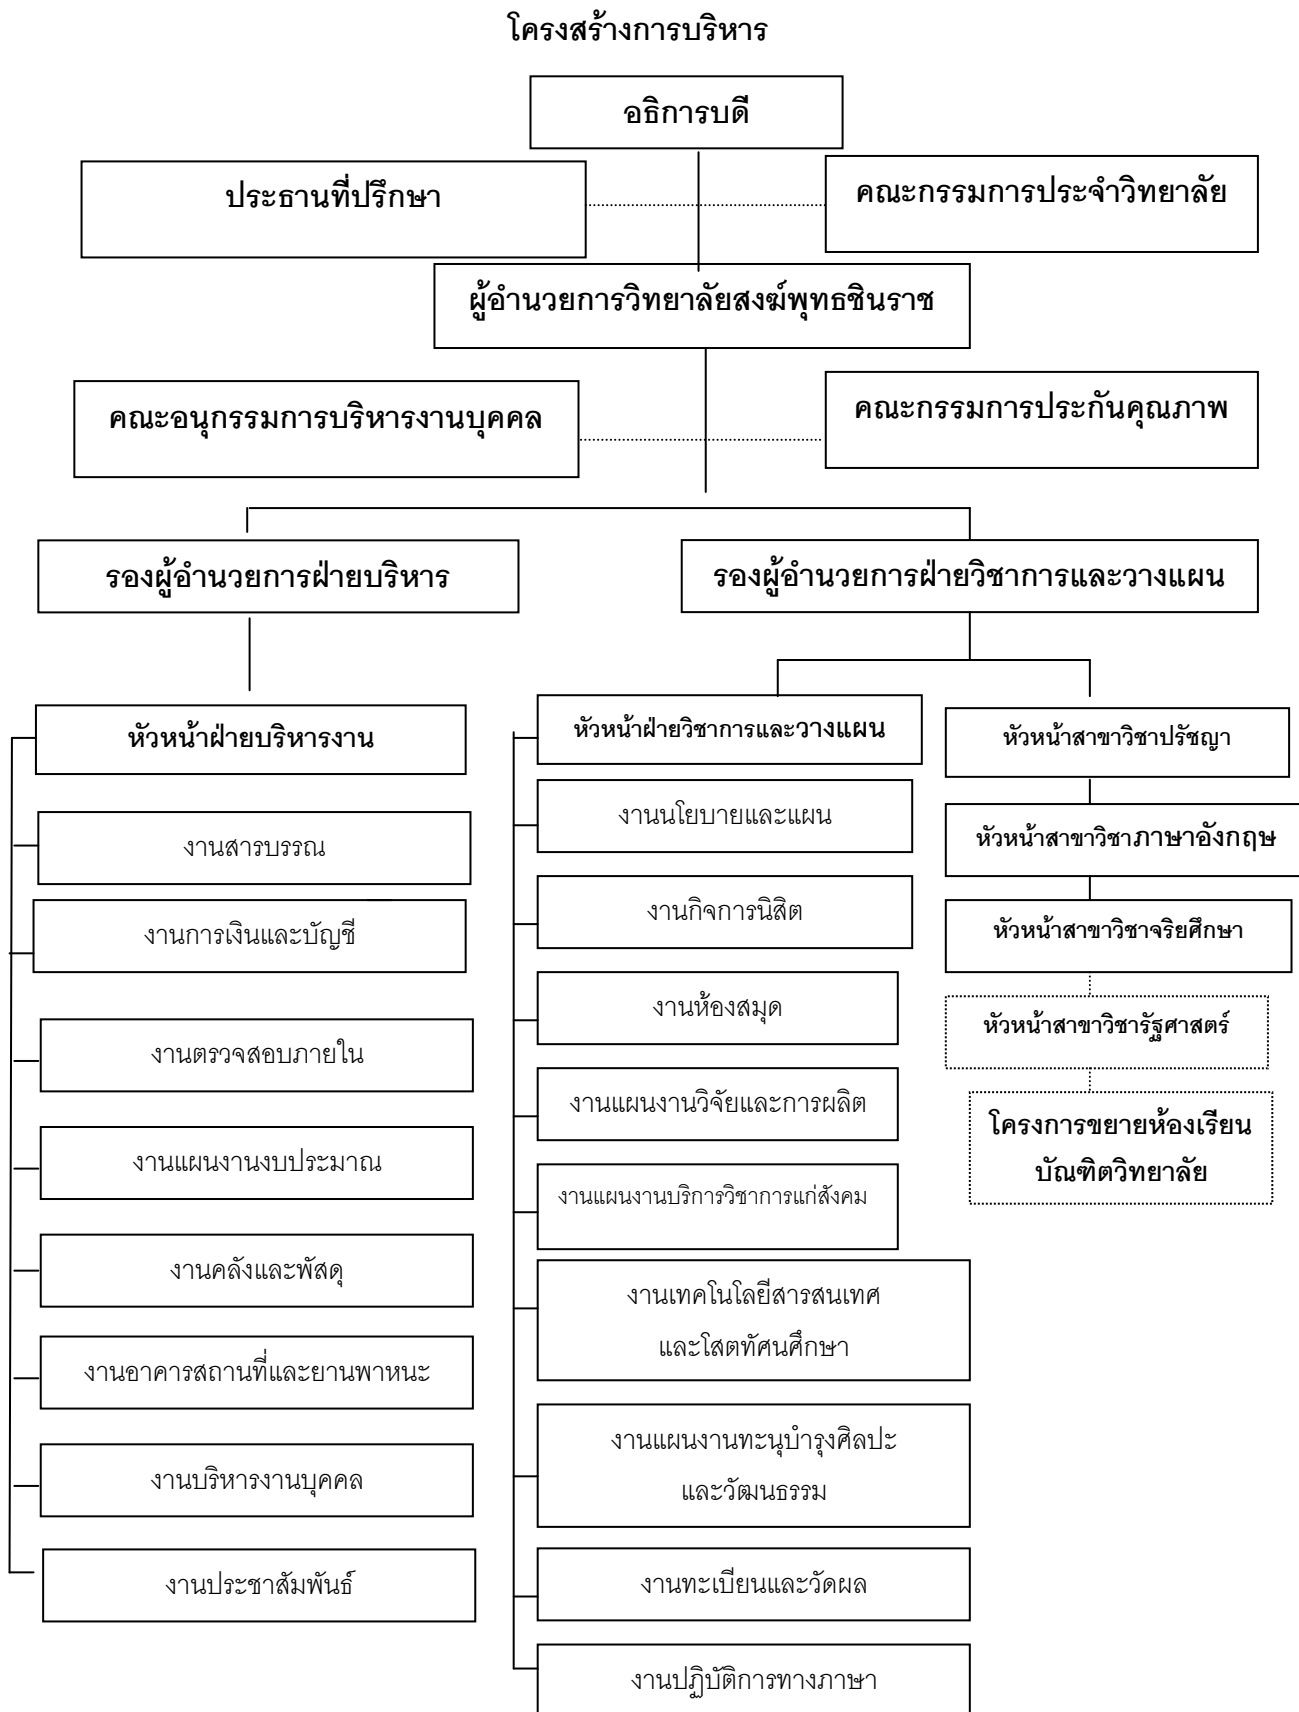 โครงสร้างการบริหาร
อธิการบดี
ประธานที่ปรึกษา
คณะกรรมการประจำวิทยาลัย
ผู้อำนวยการวิทยาลัยสงฆ์พุทธชินราช
คณะอนุกรรมการบริหารงานบุคคล
คณะกรรมการประกันคุณภาพ
รองผู้อำนวยการฝ่ายบริหาร
รองผู้อำนวยการฝ่ายวิชาการและวางแผน
หัวหน้าฝ่ายบริหารงาน
งานสารบรรณ
งานการเงินและบัญชี
งานตรวจสอบภายใน
งานแผนงานงบประมาณ
งานคลังและพัสดุ
งานอาคารสถานที่และยานพาหนะ
งานบริหารงานบุคคล
งานประชาสัมพันธ์
หัวหน้าฝ่ายวิชาการและวางแผน
งานนโยบายและแผน
งานกิจการนิสิต
งานห้องสมุด
งานแผนงานวิจัยและการผลิต
งานแผนงานบริการวิชาการแก่สังคม
งานเทคโนโลยีสารสนเทศ
และโสตทัศนศึกษา
งานแผนงานทะนุบำรุงศิลปะ
และวัฒนธรรม
งานทะเบียนและวัดผล
งานปฏิบัติการทางภาษา
หัวหน้าสาขาวิชาปรัชญา
หัวหน้าสาขาวิชาภาษาอังกฤษ
หัวหน้าสาขาวิชาจริยศึกษา
หัวหน้าสาขาวิชารัฐศาสตร์
โครงการขยายห้องเรียน
บัณฑิตวิทยาลัย